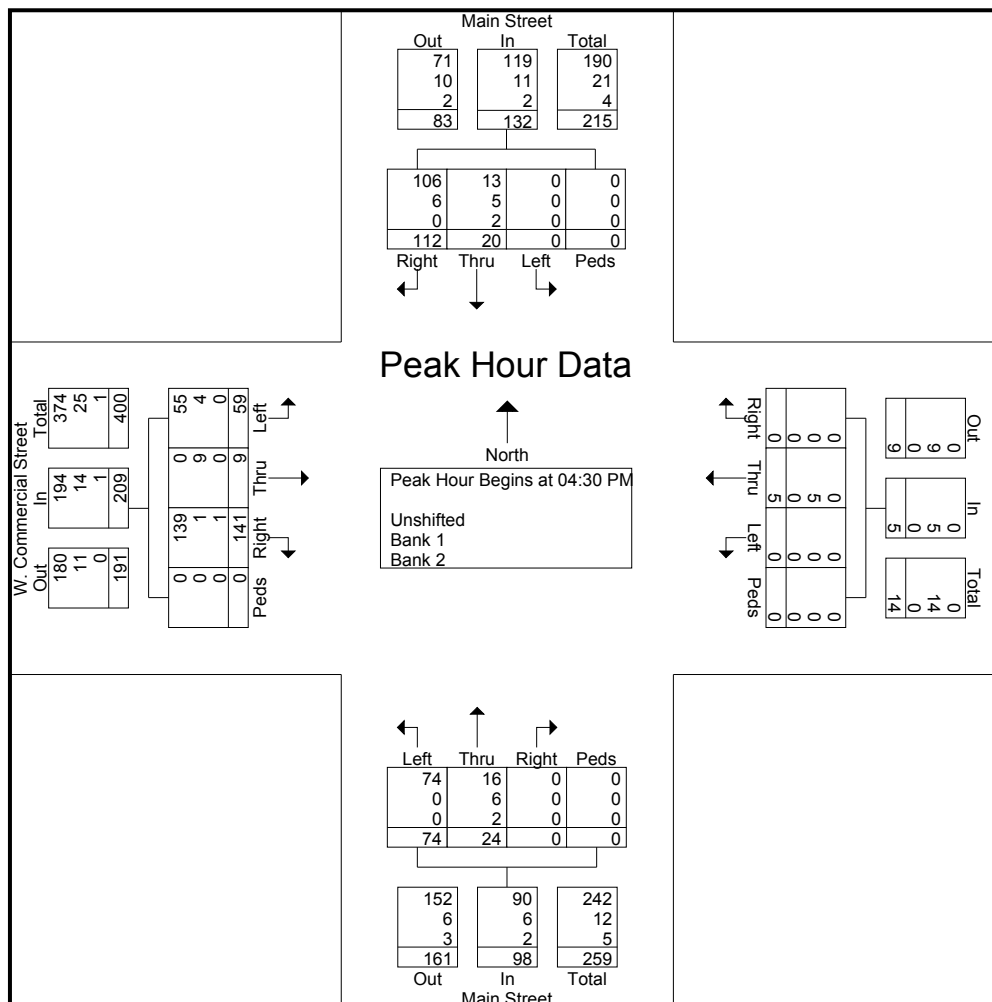 Main Street
Out In Total
71 119 190
10 11 21
2 2 4
83 132 215
106 13 0 0
6 5 0 0
0 2 0 0
112 20 0 0
Right Thru Left Peds
Peak Hour Data
North
Peak Hour Begins at 04:30 PM
Unshifted
Bank 1
Bank 2
W. Commercial Street
Out In Total
180 194 374
11 14 25
0 1 1
191 209 400
0 139 0 55
0 1 9 4
0 1 0 0
0 141 9 59
Peds Right Thru Left
Out In Total
0 0 0
9 5 14
0 0 0
9 5 14
0 0 0 0
0 5 0 0
0 0 0 0
0 5 0 0
Right Thru Left Peds
Left Thru Right Peds
74 16 0 0
0 6 0 0
0 2 0 0
74 24 0 0
152 90 242
6 6 12
3 2 5
161 98 259
Out In Total
Main Street